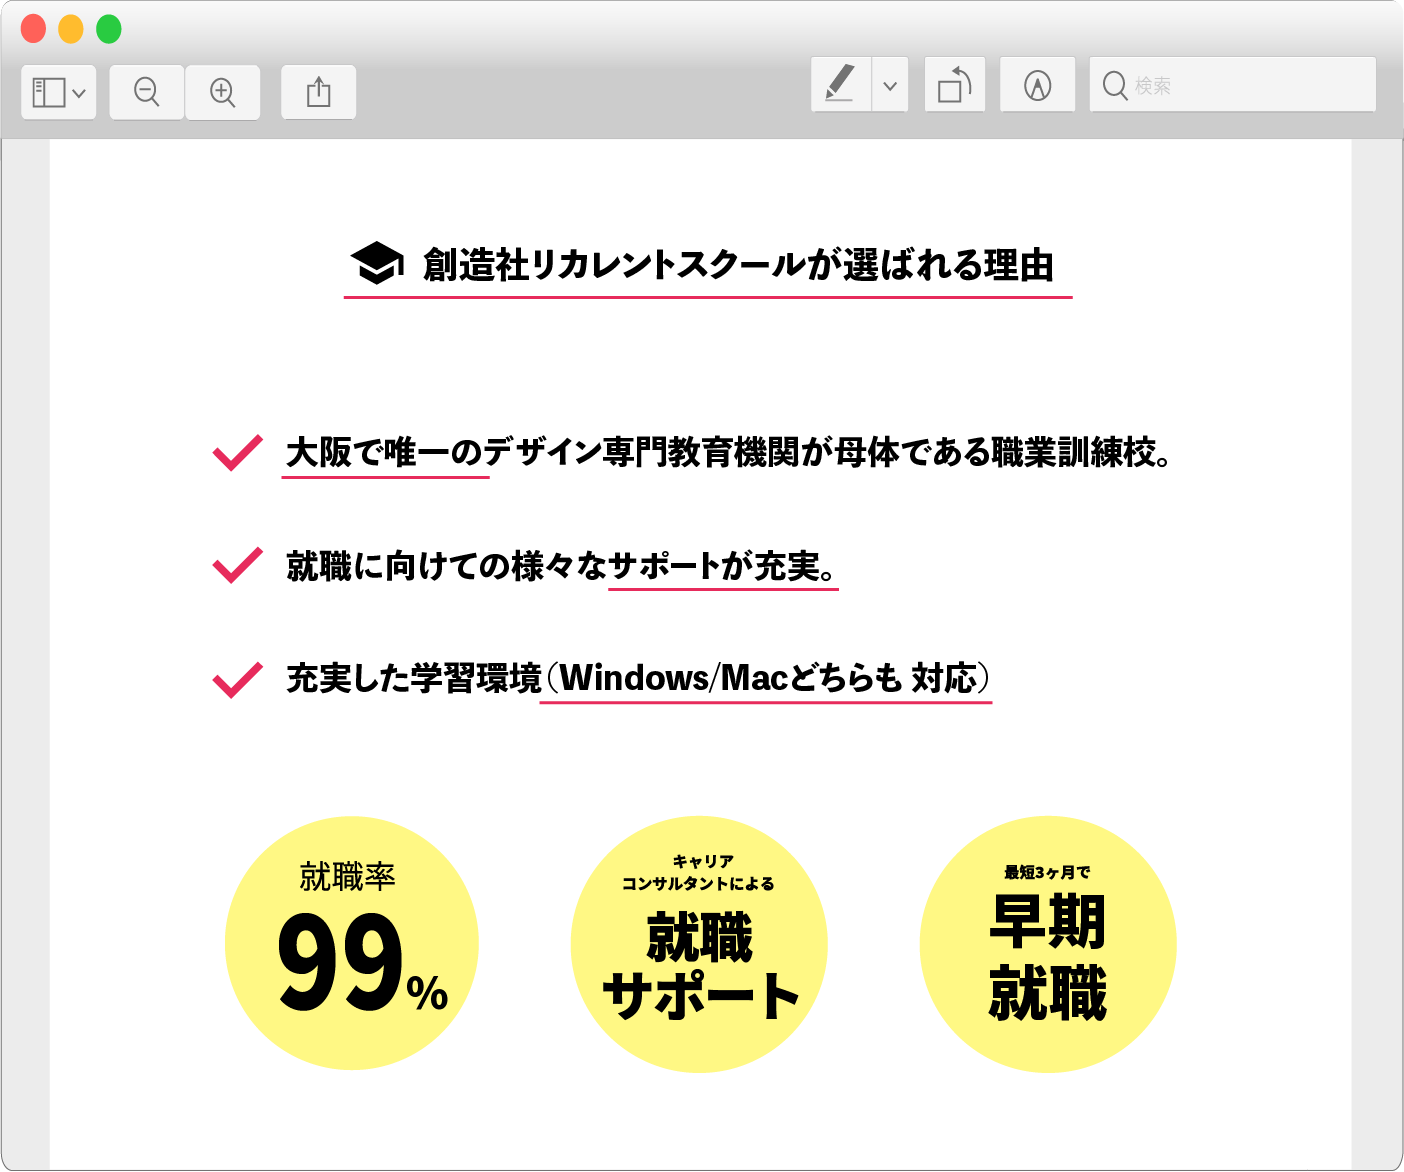 検索
創造社リカレントスクールが選ばれる理由
大阪で唯一のデザイン専門教育機関が母体である職業訓練校。
就職に向けての様々なサポートが充実。
充実した学習環境（Windows/Macどちらも 対応）
就職率
99%
キャリア
コンサルタントによる
就職
サポート
最短3ヶ月で
早期
就職